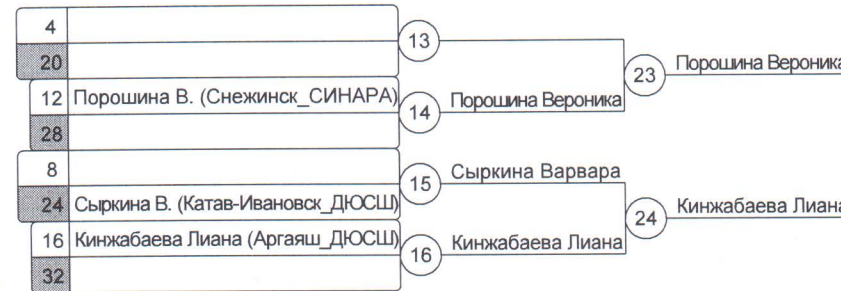 4
13
20
23 Порошина Вероника
12 Порошина В. (Снежинск_СИНАРА)
14 Порошина Вероника
28
8
15 Сыркина Варвара
24 Сыркина В. (Катав-Ивановск_ДЮСШ)
24 Кинжабаева Лиана
16 Кинжабаева Лиана (Аргаяш_ДЮСШ)
16 Кинжабаева Лиана
32